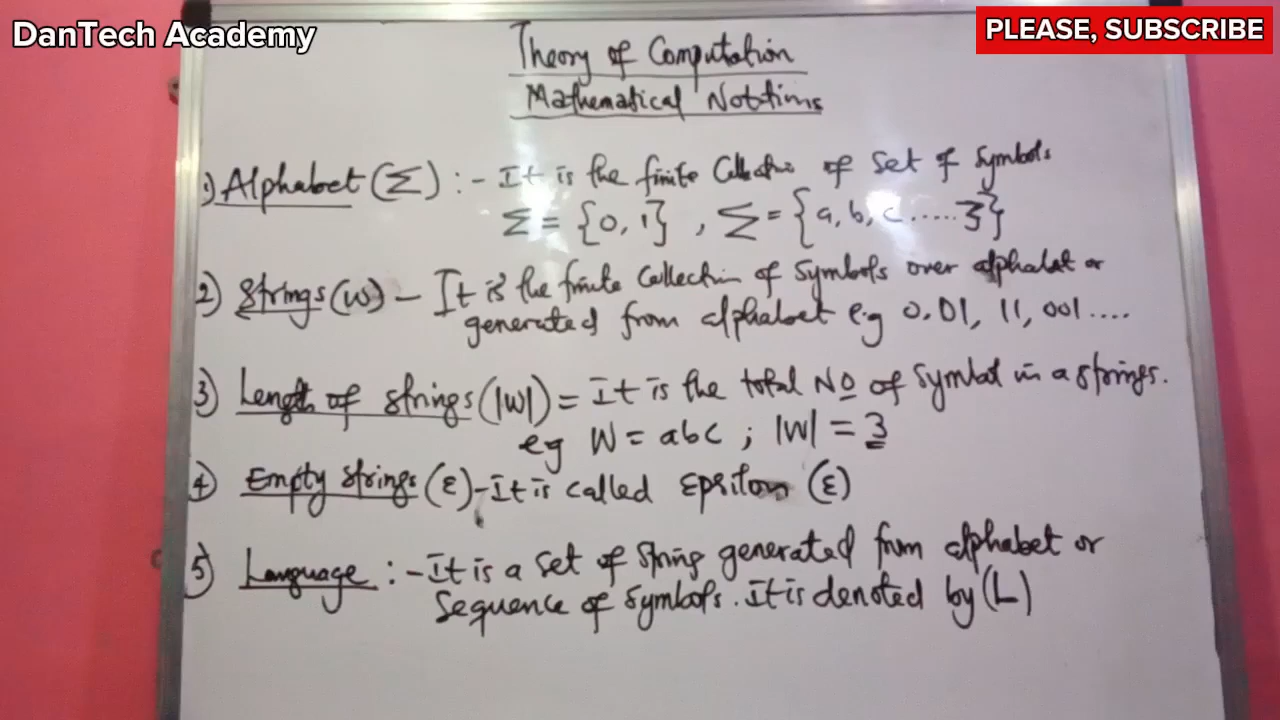 DanTech Academy
PLEASE, SUBSCRIBE
Theory of Computation
Mathematical Notations
1) Alphabet (Σ) :- It is the finite Collection of set of symbols
Σ = {0, 1} , Σ = {a, b, c ..... z}
2) Strings (w) – It is the finite Collection of symbols over alphabet or
generated from alphabet e.g 0, 01, 11, 001 ....
3) Length of strings (|w|) = It is the total No of symbol in a strings.
eg W = abc ; |w| = 3
4) Empty strings (ε) - It is called Epsilon (ε)
5) Language :- It is a set of string generated from alphabet or
sequence of symbols. It is denoted by (L)